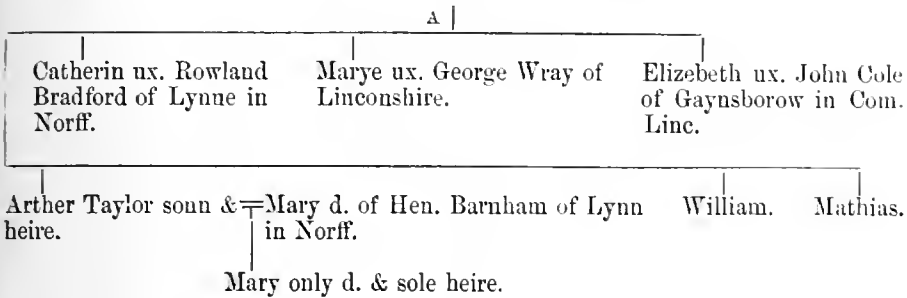 A
Catherin ux. Rowland
Bradford of Lynne in
Norff.
Marye ux. George Wray of
Linconshire.
Elizebeth ux. John Cole
of Gaynsborow in Com.
Linc.
Arther Taylor sonn &
heire.
Mary d. of Hen. Barnham of Lynn
in Norff.
William.
Mathias.
Mary only d. & sole heire.